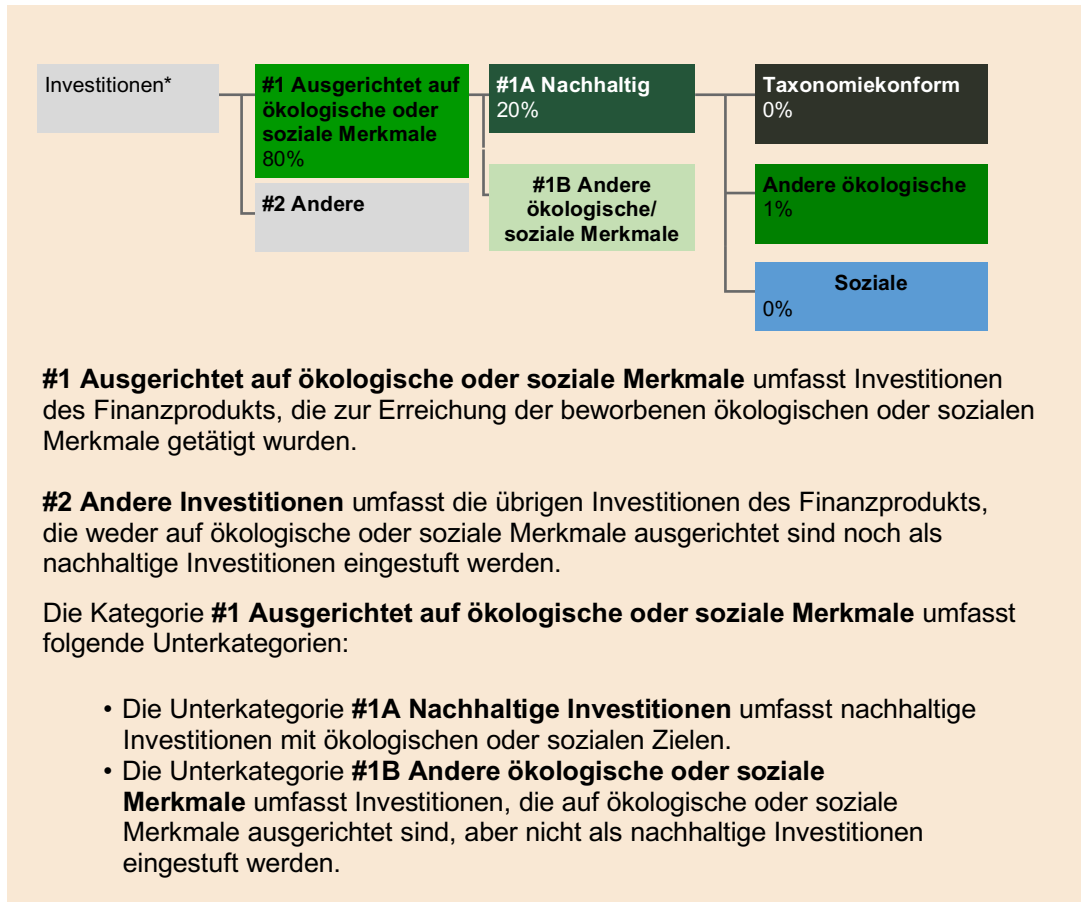 Investitionen*
#1 Ausgerichtet auf
ökologische oder
soziale Merkmale
80%
#2 Andere
#1A Nachhaltig
20%
#1B Andere
ökologische/
soziale Merkmale
Taxonomiekonform
0%
Andere ökologische
1%
Soziale
0%
#1 Ausgerichtet auf ökologische oder soziale Merkmale umfasst Investitionen
des Finanzprodukts, die zur Erreichung der beworbenen ökologischen oder sozialen
Merkmale getätigt wurden.
#2 Andere Investitionen umfasst die übrigen Investitionen des Finanzprodukts,
die weder auf ökologische oder soziale Merkmale ausgerichtet sind noch als
nachhaltige Investitionen eingestuft werden.
Die Kategorie #1 Ausgerichtet auf ökologische oder soziale Merkmale umfasst
folgende Unterkategorien:
• Die Unterkategorie #1A Nachhaltige Investitionen umfasst nachhaltige
Investitionen mit ökologischen oder sozialen Zielen.
• Die Unterkategorie #1B Andere ökologische oder soziale
Merkmale umfasst Investitionen, die auf ökologische oder soziale
Merkmale ausgerichtet sind, aber nicht als nachhaltige Investitionen
eingestuft werden.